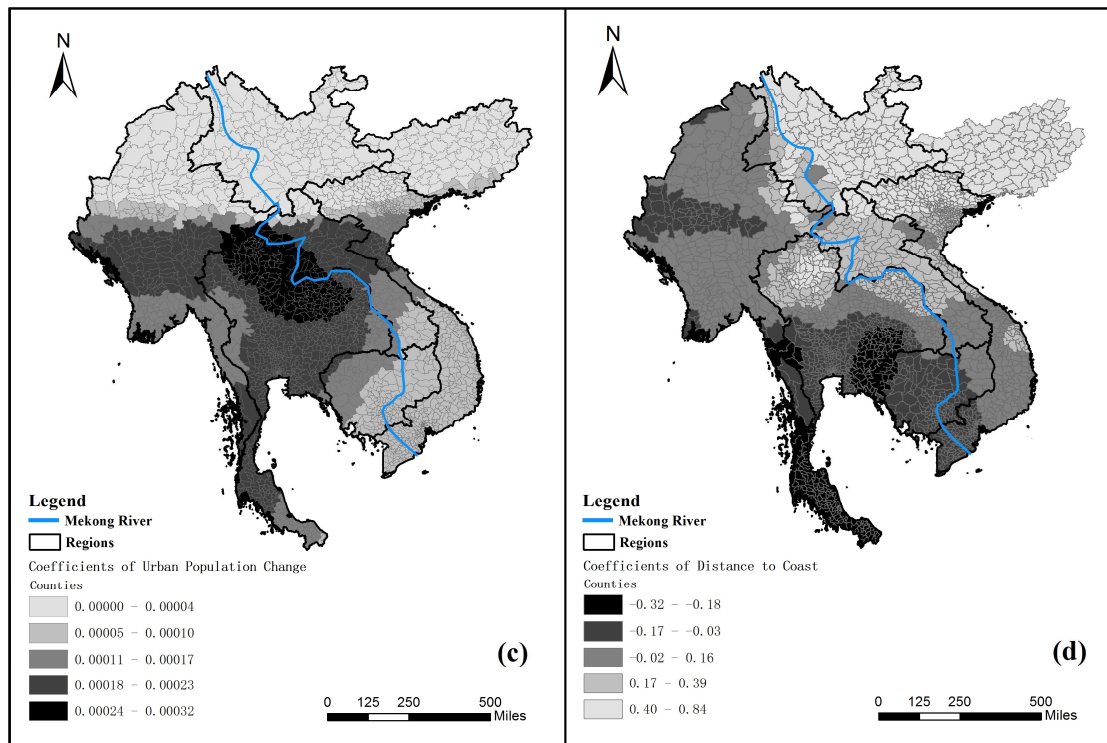 N
Legend
Mekong River
Regions
Coefficients of Urban Population Change
Counties
0.00000 - 0.00004
0.00005 - 0.00010
0.00011 - 0.00017
0.00018 - 0.00023
0.00024 - 0.00032
(c)
0 125 250 500
Miles
N
Legend
Mekong River
Regions
Coefficients of Distance to Coast
Counties
-0.32 - -0.18
-0.17 - -0.03
-0.02 - 0.16
0.17 - 0.39
0.40 - 0.84
(d)
0 125 250 500
Miles